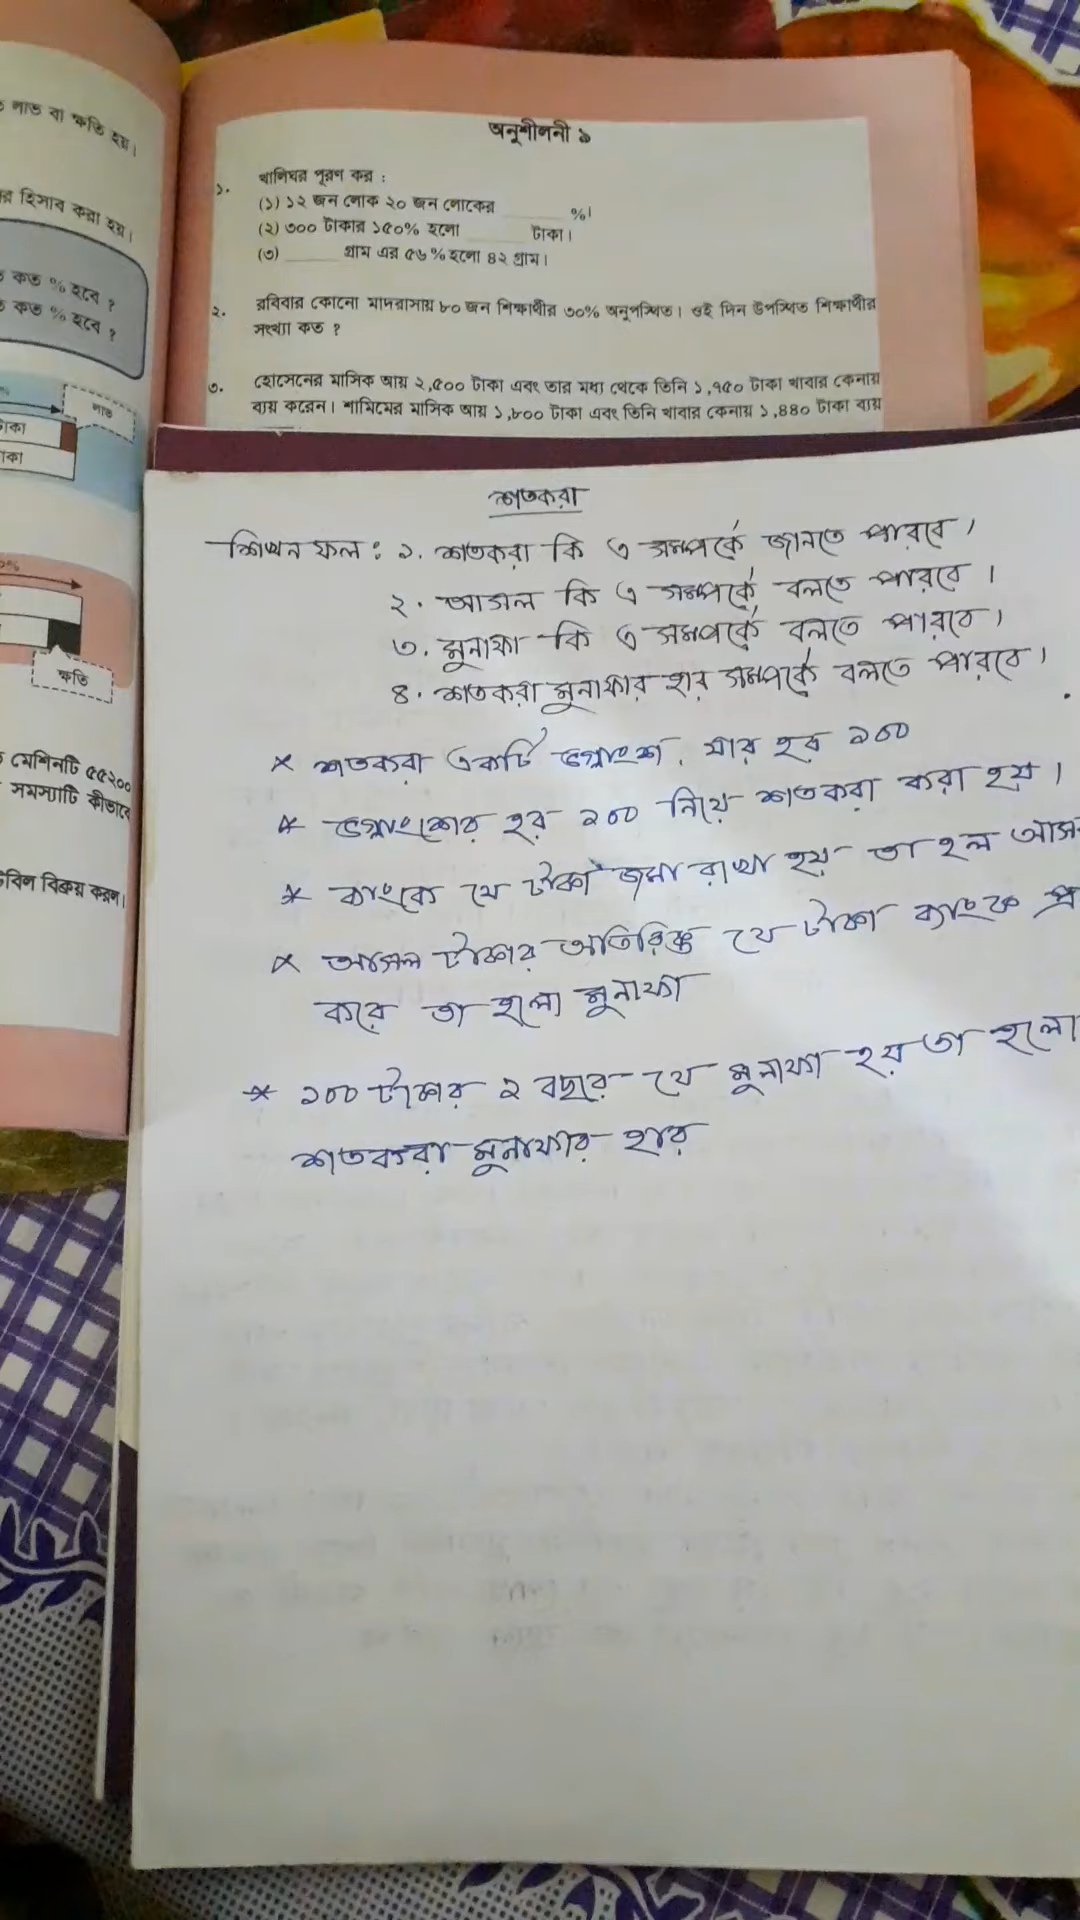 ত লাভ বা ক্ষতি হয়।
র হিসাব করা হয়।
কত % হবে ?
কত % হবে ?
লাভ
টাকা
টাকা
ক্ষতি
মেশিনটি ৫৫২০০
সমস্যাটি কীভাবে
বিল বিক্রয় করুন।
অনুশীলনী ৯
১. খালিঘর পূরণ কর :
(১) ১২ জন লোক ২০ জন লোকের ______ %।
(২) ৩০০ টাকার ১৫০% হলো ______ টাকা।
(৩) ______ গ্রাম এর ৫৬% হলো ৪২ গ্রাম।
২. রবিবার কোনো মাদরাসায় ৮০ জন শিক্ষার্থীর ৩০% অনুপস্থিত। ওই দিন উপস্থিত শিক্ষার্থীর
সংখ্যা কত ?
৩. হোসেনের মাসিক আয় ২,৫০০ টাকা এবং তার মধ্য থেকে তিনি ১,৭৫০ টাকা খাবার কেনায়
ব্যয় করেন। শামিমের মাসিক আয় ১,৮০০ টাকা এবং তিনি খাবার কেনায় ১,৪৪০ টাকা ব্যয়
শতকরা
শিখন ফল : ১. শতকরা কি এ সম্পর্কে জানতে পারবে।
২. আসল কি এ সম্পর্কে বলতে পারবে।
৩. মুনাফা কি এ সম্পর্কে বলতে পারবে।
৪. শতকরা মুনাফার হার সম্পর্কে বলতে পারবে।
* শতকরা একটি ভগ্নাংশ, যার হর ১০০
* ভগ্নাংশের হর ১০০ নিয়ে শতকরা করা হয়।
* ব্যাংকে যে টাকা জমা রাখা হয় তা হল আস
* আসল টাকার অতিরিক্ত যে টাকা ব্যাংক প্র
করে তা হলো মুনাফা
* ১০০ টাকার ১ বছরে যে মুনাফা হয় তা হলো
শতকরা মুনাফার হার